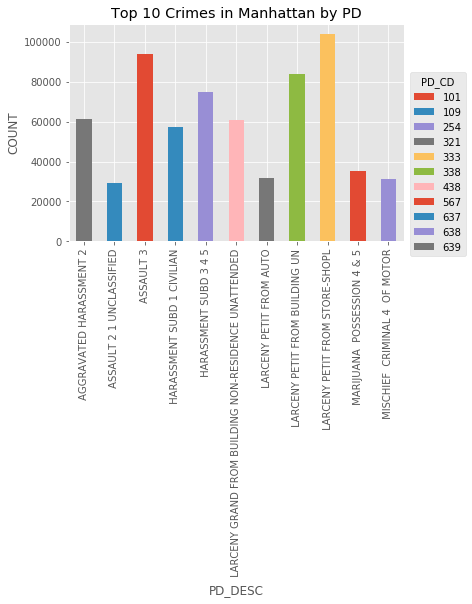 Top 10 Crimes in Manhattan by PD
100000
80000
60000
40000
20000
0
COUNT
AGGRAVATED HARASSMENT 2
ASSAULT 2 1 UNCLASSIFIED
ASSAULT 3
HARASSMENT SUBD 1 CIVILIAN
HARASSMENT SUBD 3 4 5
LARCENY GRAND FROM BUILDING NON-RESIDENCE UNATTENDED
LARCENY PETIT FROM AUTO
LARCENY PETIT FROM BUILDING UN
LARCENY PETIT FROM STORE-SHOPL
MARIJUANA  POSSESSION 4 & 5
MISCHIEF  CRIMINAL 4  OF MOTOR
PD_DESC
PD_CD
101
109
254
321
333
338
438
567
637
638
639